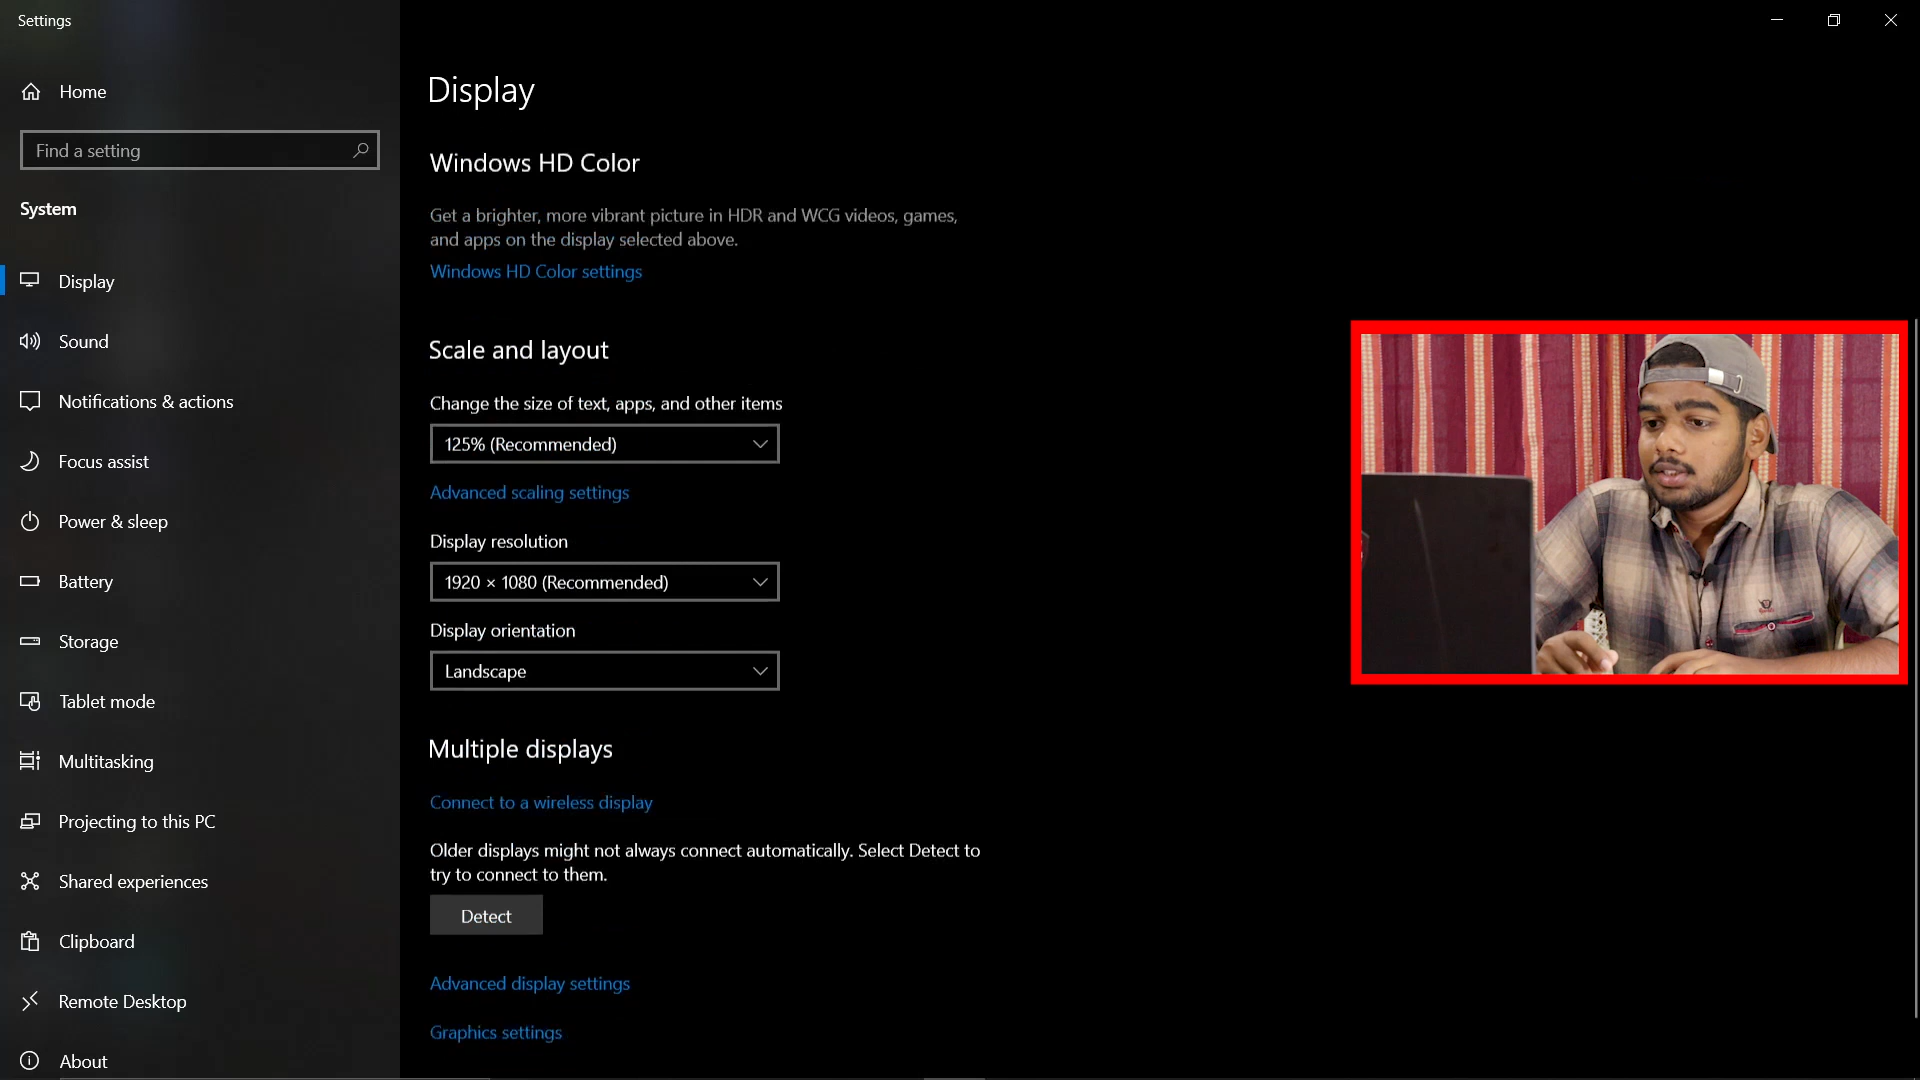 Settings
Home
Find a setting
System
Display
Sound
Notifications & actions
Focus assist
Power & sleep
Battery
Storage
Tablet mode
Multitasking
Projecting to this PC
Shared experiences
Clipboard
Remote Desktop
About
Display
Windows HD Color
Get a brighter, more vibrant picture in HDR and WCG videos, games,
and apps on the display selected above.
Windows HD Color settings
Scale and layout
Change the size of text, apps, and other items
125% (Recommended)
Advanced scaling settings
Display resolution
1920 × 1080 (Recommended)
Display orientation
Landscape
Multiple displays
Connect to a wireless display
Older displays might not always connect automatically. Select Detect to
try to connect to them.
Detect
Advanced display settings
Graphics settings